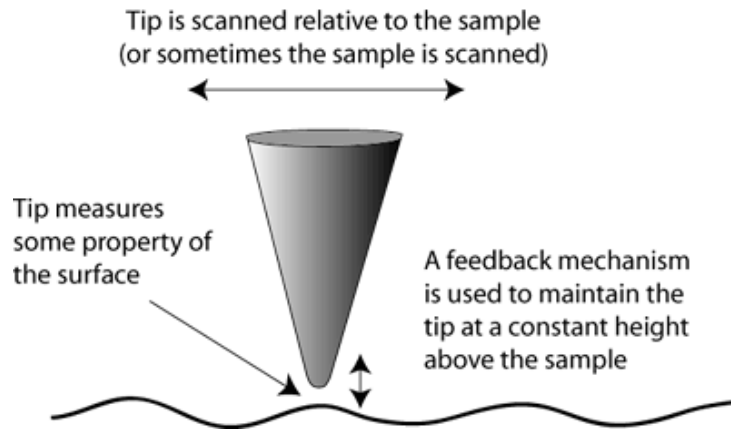 Tip is scanned relative to the sample
(or sometimes the sample is scanned)
Tip measures
some property of
the surface
A feedback mechanism
is used to maintain the
tip at a constant height
above the sample